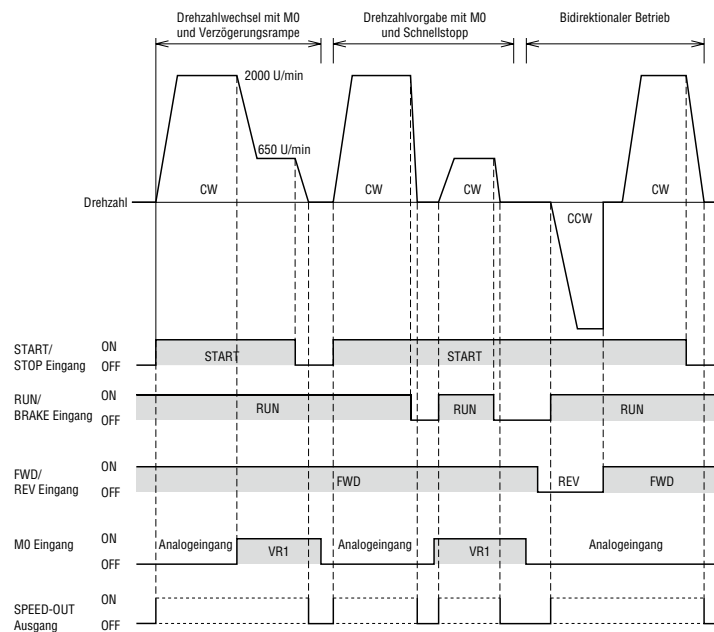 Drehzahlwechsel mit M0
und Verzögerungsrampe
Drehzahlvorgabe mit M0
und Schnellstopp
Bidirektionaler Betrieb
2000 U/min
650 U/min
CW
CW
CW
CW
Drehzahl
CCW
START/
STOP Eingang
ON
OFF
START
START
RUN/
BRAKE Eingang
ON
OFF
RUN
RUN
RUN
FWD/
REV Eingang
ON
OFF
FWD
REV
FWD
M0 Eingang
ON
OFF
Analogeingang
VR1
Analogeingang
VR1
Analogeingang
SPEED-OUT
Ausgang
ON
OFF